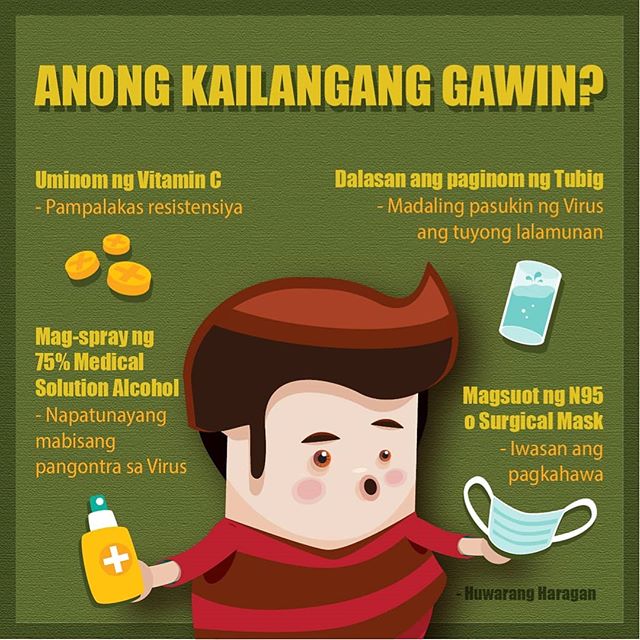 ANONG KAILANGANG GAWIN?
Uminom ng Vitamin C
- Pampalakas resistensiya
Dalasan ang paginom ng Tubig
- Madaling pasukin ng Virus
ang tuyong lalamunan
Mag-spray ng
75% Medical
Solution Alcohol
- Napatunayang
mabisang
pangontra sa Virus
Magsuot ng N95
o Surgical Mask
- Iwasan ang
pagkahawa
- Huwarang Haragan